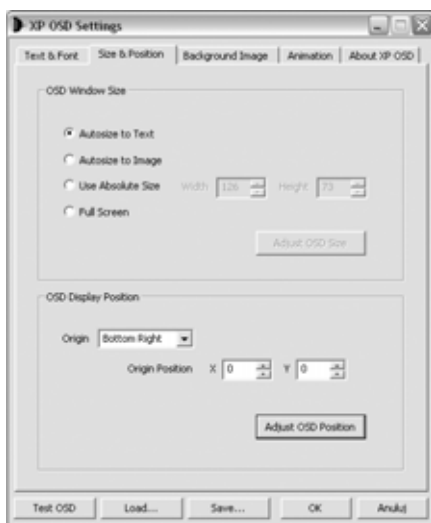 XP OSD Settings
Text & Font Size & Position Background Image Animation About XP OSD
OSD Window Size
Autosize to Text
Autosize to Image
Use Absolute Size Width 126 Height 73
Full Screen
Adjust OSD Size
OSD Display Position
Origin Bottom Right
Origin Position X 0 Y 0
Adjust OSD Position
Test OSD Load... Save... OK Anuluj